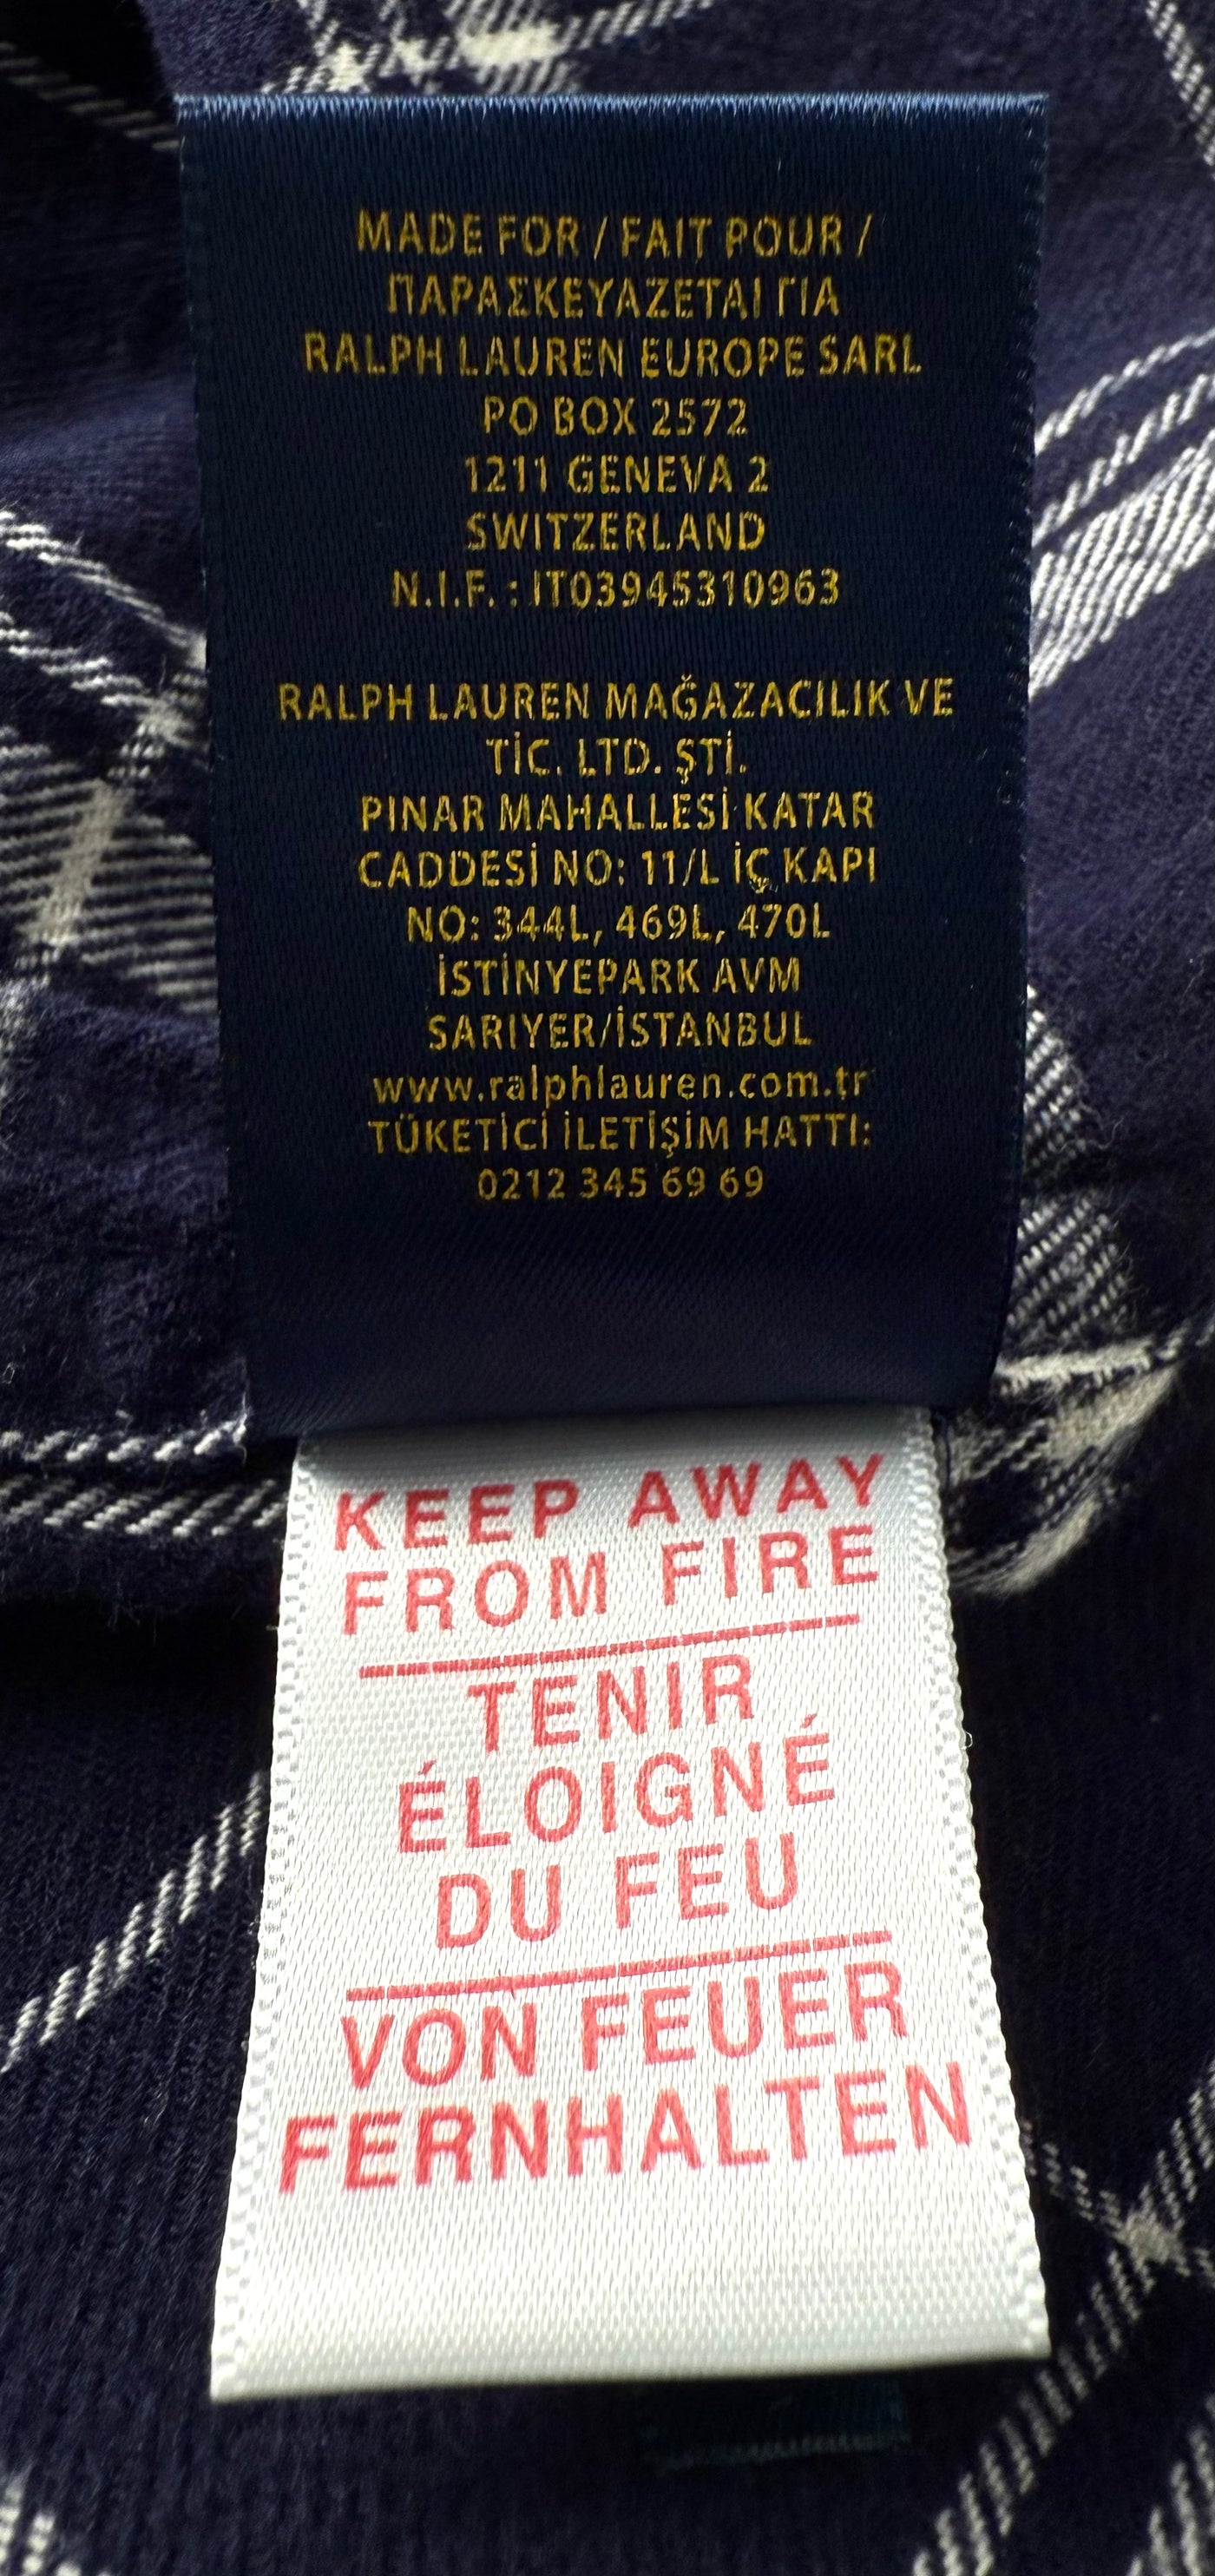 MADE FOR / FAIT POUR /
ΠΑΡΑΣΚΕΥΑΖΕΤΑΙ ΓΙΑ
RALPH LAUREN EUROPE SARL
PO BOX 2572
1211 GENEVA 2
SWITZERLAND
N.I.F. : IT03945310963
RALPH LAUREN MAĞAZACILIK VE
TİC. LTD. ŞTİ.
PINAR MAHALLESİ KATAR
CADDESİ NO: 11/L İÇ KAPI
NO: 344L, 469L, 470L
İSTİNYEPARK AVM
SARIYER/İSTANBUL
www.ralphlauren.com.tr
TÜKETİCİ İLETİŞİM HATTI:
0212 345 69 69
KEEP AWAY
FROM FIRE
TENIR
ÉLOIGNÉ
DU FEU
VON FEUER
FERNHALTEN